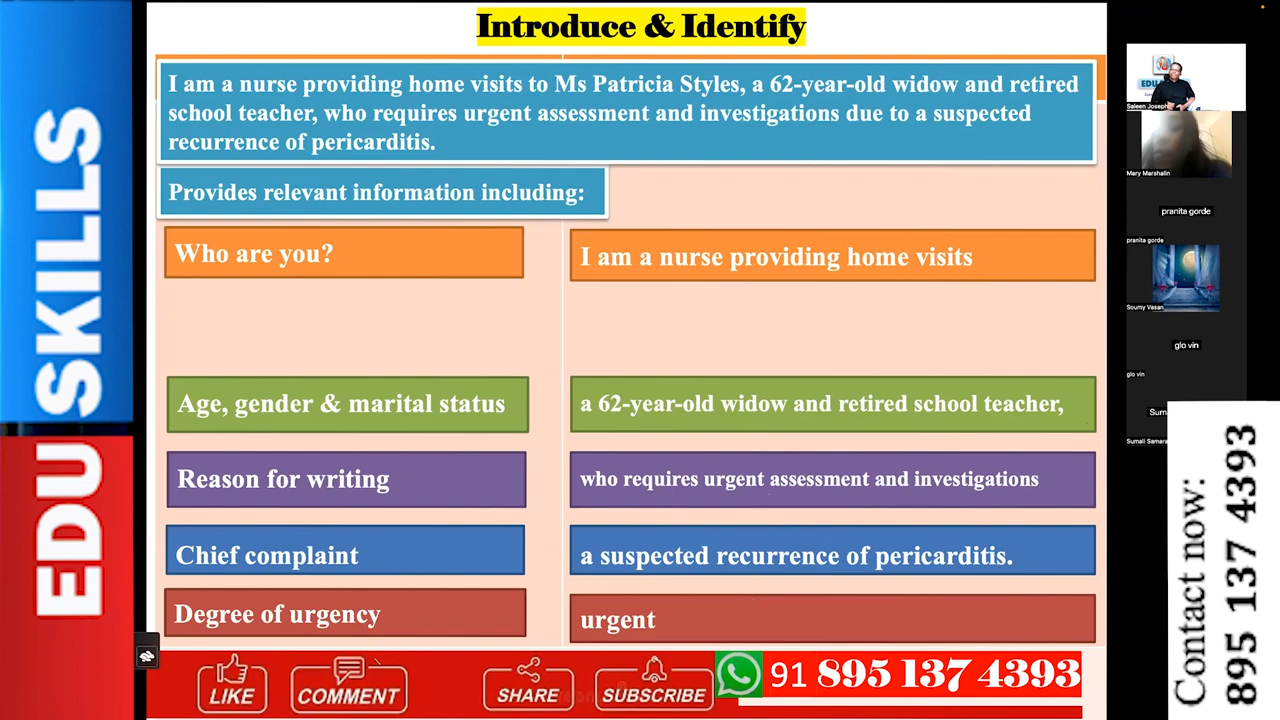 Introduce & Identify
I am a nurse providing home visits to Ms Patricia Styles, a 62-year-old widow and retired
school teacher, who requires urgent assessment and investigations due to a suspected
recurrence of pericarditis.
Provides relevant information including:
Who are you?
I am a nurse providing home visits
Age, gender & marital status
a 62-year-old widow and retired school teacher,
Reason for writing
who requires urgent assessment and investigations
Chief complaint
a suspected recurrence of pericarditis.
Degree of urgency
urgent
LIKE
COMMENT
SHARE
SUBSCRIBE
91 895 137 4393
EDU SKILLS
Saleen Joseph
Mary Marshalin
pranita gorde
pranita gorde
Soumy Vasan
glo vin
glo vin
Sumali Samara
Contact now:
895 137 4393